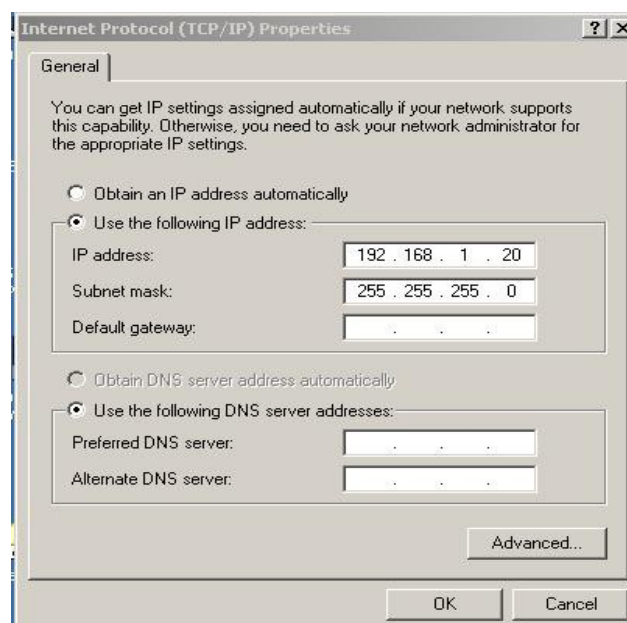 Internet Protocol (TCP/IP) Properties ? X
General
You can get IP settings assigned automatically if your network supports
this capability. Otherwise, you need to ask your network administrator for
the appropriate IP settings.
Obtain an IP address automatically
Use the following IP address:
IP address: 192 . 168 . 1 . 20
Subnet mask: 255 . 255 . 255 . 0
Default gateway: . . .
Obtain DNS server address automatically
Use the following DNS server addresses:
Preferred DNS server: . . .
Alternate DNS server: . . .
Advanced...
OK Cancel